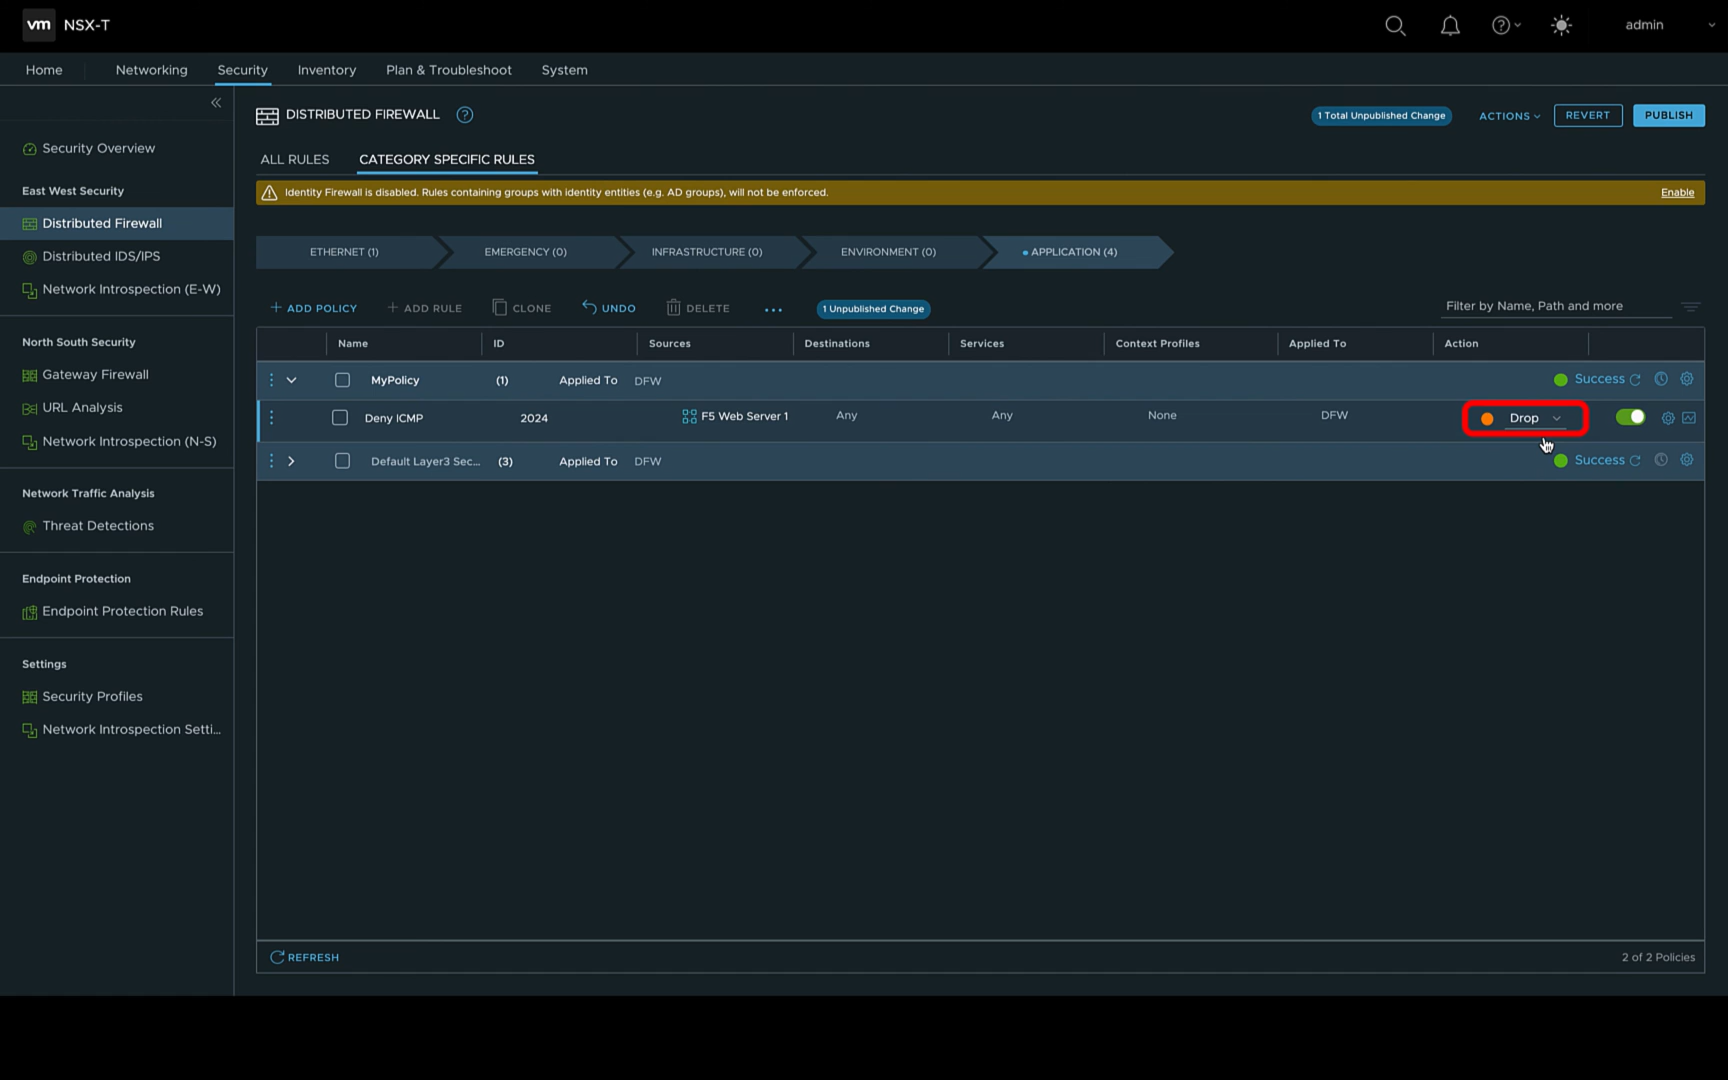 vm NSX-T
admin
Home Networking Security Inventory Plan & Troubleshoot System
Security Overview
East West Security
Distributed Firewall
Distributed IDS/IPS
Network Introspection (E-W)
North South Security
Gateway Firewall
URL Analysis
Network Introspection (N-S)
Network Traffic Analysis
Threat Detections
Endpoint Protection
Endpoint Protection Rules
Settings
Security Profiles
Network Introspection Setti...
DISTRIBUTED FIREWALL ?
1 Total Unpublished Change ACTIONS REVERT PUBLISH
ALL RULES CATEGORY SPECIFIC RULES
Identity Firewall is disabled. Rules containing groups with identity entities (e.g. AD groups), will not be enforced. Enable
ETHERNET (1) EMERGENCY (0) INFRASTRUCTURE (0) ENVIRONMENT (0) APPLICATION (4)
+ ADD POLICY + ADD RULE CLONE UNDO DELETE ... 1 Unpublished Change Filter by Name, Path and more
Name ID Sources Destinations Services Context Profiles Applied To Action
MyPolicy (1) Applied To DFW Success
Deny ICMP 2024 F5 Web Server 1 Any Any None DFW Drop
Default Layer3 Sec... (3) Applied To DFW Success
REFRESH 2 of 2 Policies